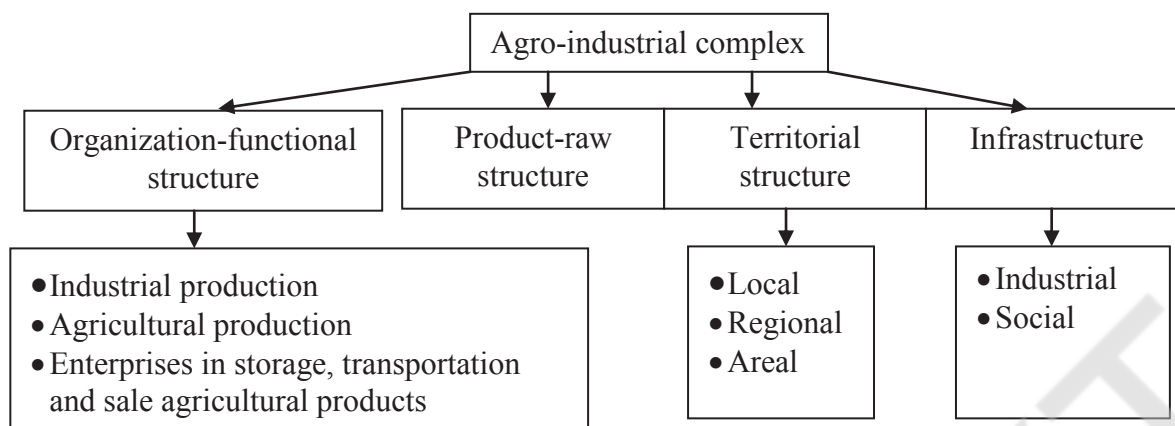 Agro-industrial complex
Organization-functional
structure
Product-raw
structure
Territorial
structure
Infrastructure
●Industrial production
●Agricultural production
●Enterprises in storage, transportation
and sale agricultural products
●Local
●Regional
●Areal
●Industrial
●Social